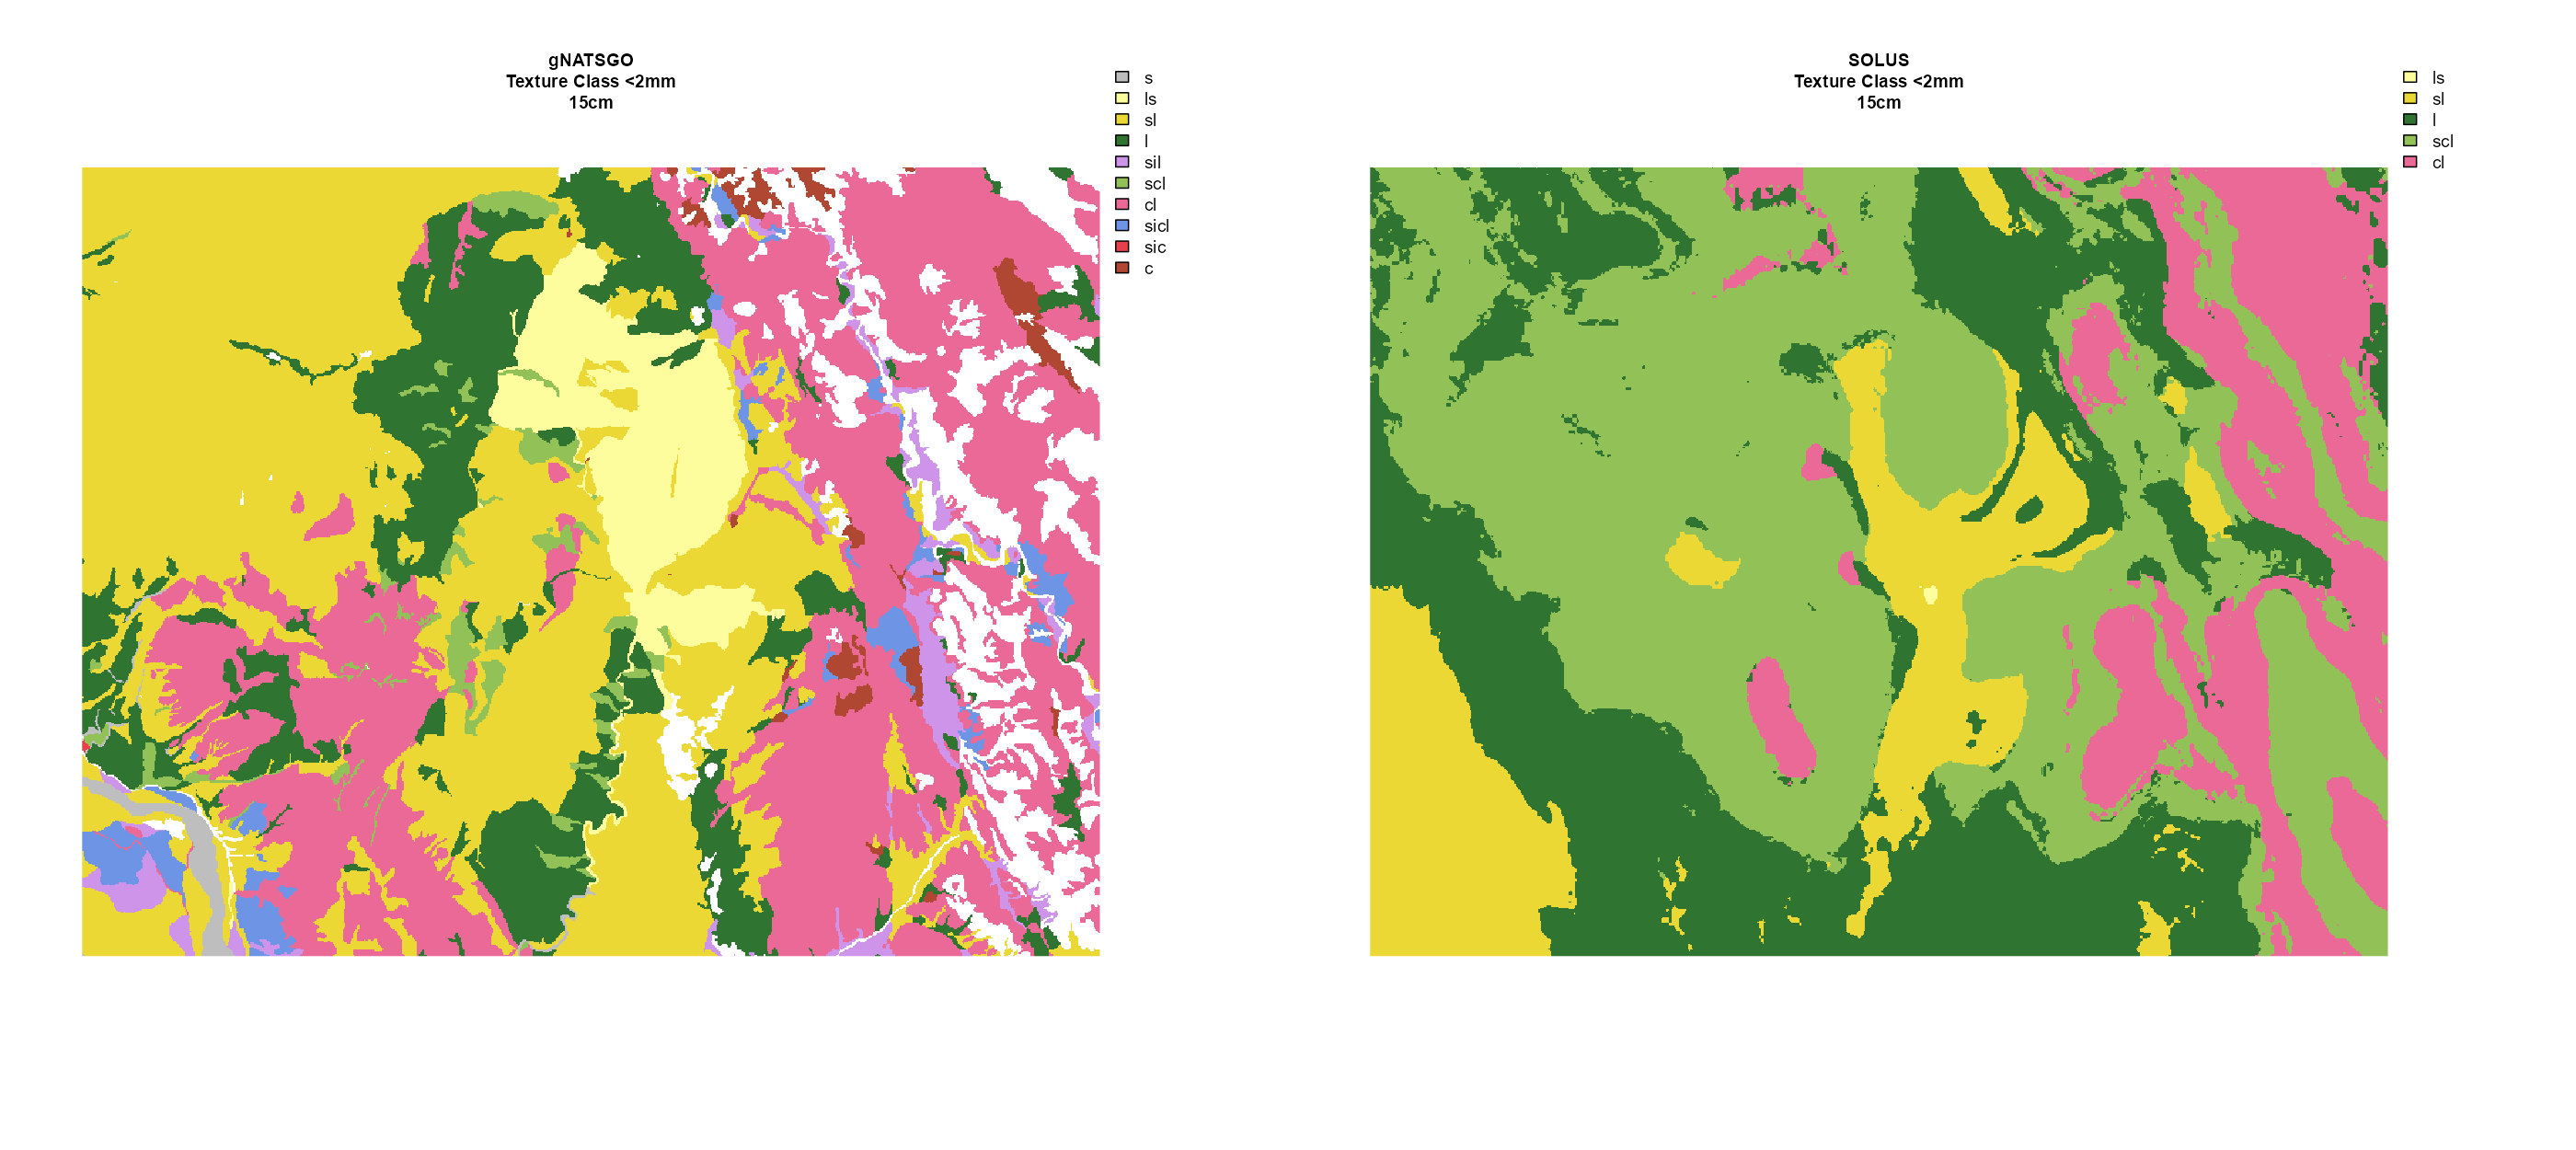 gNATSGO
Texture Class <2mm
15cm
s
ls
sl
l
sil
scl
cl
sicl
sic
c
SOLUS
Texture Class <2mm
15cm
ls
sl
l
scl
cl